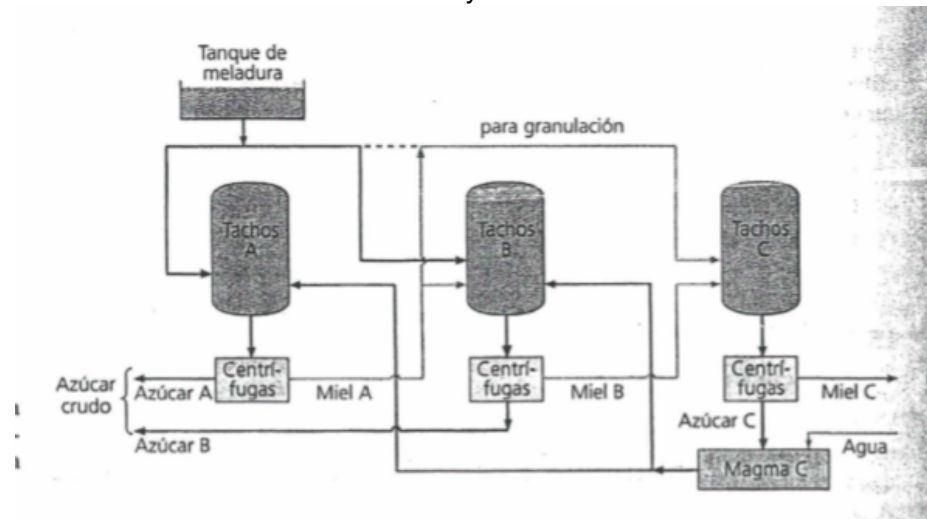 Tanque de
meladura
para granulación
Tachos
A
Tachos
B
Tachos
C
Centrí-
fugas
Centrí-
fugas
Centrí-
fugas
Azúcar
crudo
Azúcar A
Miel A
Miel B
Miel C
Azúcar B
Azúcar C
Agua
Magma C